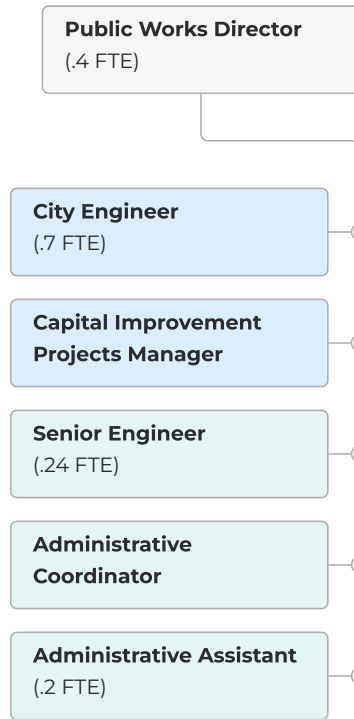 Public Works Director
(.4 FTE)
City Engineer
(.7 FTE)
Capital Improvement
Projects Manager
Senior Engineer
(.24 FTE)
Administrative
Coordinator
Administrative Assistant
(.2 FTE)